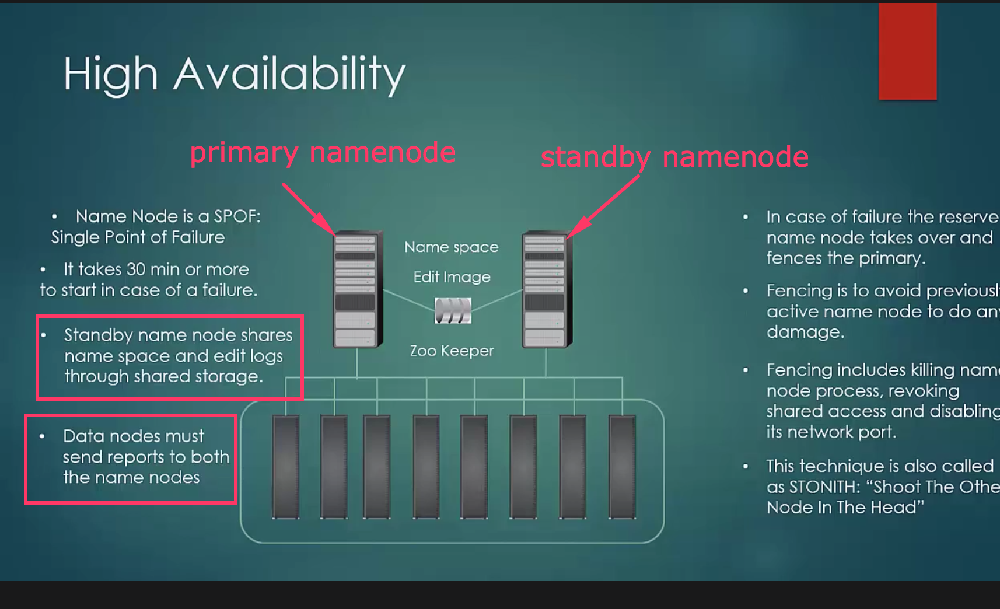 High Availability
primary namenode
standby namenode
• Name Node is a SPOF:
Single Point of Failure
• It takes 30 min or more
to start in case of a failure.
• Standby name node shares
name space and edit logs
through shared storage.
• Data nodes must
send reports to both
the name nodes
Name space
Edit Image
Zoo Keeper
• In case of failure the reserve
name node takes over and
fences the primary.
• Fencing is to avoid previousl
active name node to do an
damage.
• Fencing includes killing nam
node process, revoking
shared access and disabling
its network port.
• This technique is also called
as STONITH: “Shoot The Othe
Node In The Head”